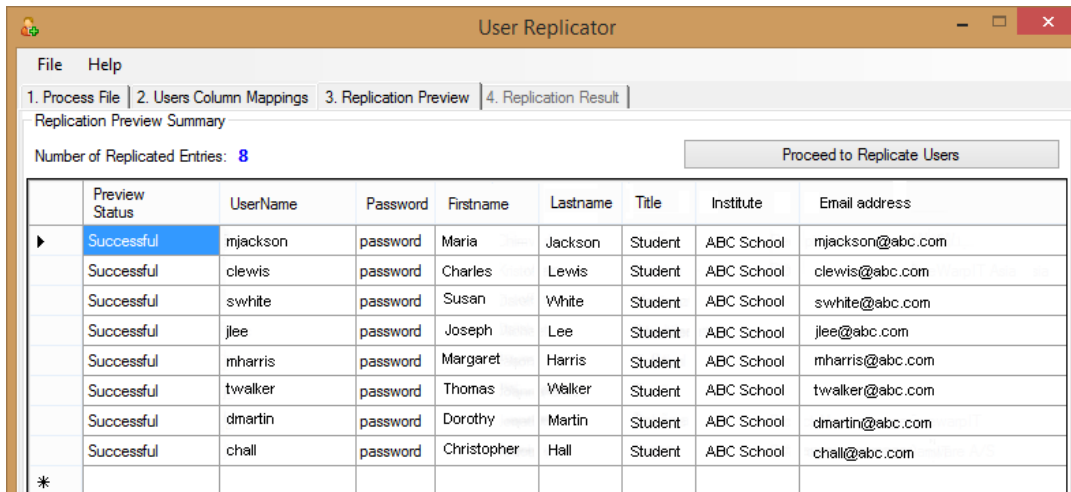 User Replicator
File Help
1. Process File 2. Users Column Mappings 3. Replication Preview 4. Replication Result
Replication Preview Summary
Number of Replicated Entries: 8 Proceed to Replicate Users
Preview Status UserName Password Firstname Lastname Title Institute Email address
Successful mjackson password Maria Jackson Student ABC School mjackson@abc.com
Successful clewis password Charles Lewis Student ABC School clewis@abc.com
Successful swhite password Susan White Student ABC School swhite@abc.com
Successful jlee password Joseph Lee Student ABC School jlee@abc.com
Successful mharris password Margaret Harris Student ABC School mharris@abc.com
Successful twalker password Thomas Walker Student ABC School twalker@abc.com
Successful dmartin password Dorothy Martin Student ABC School dmartin@abc.com
Successful chall password Christopher Hall Student ABC School chall@abc.com